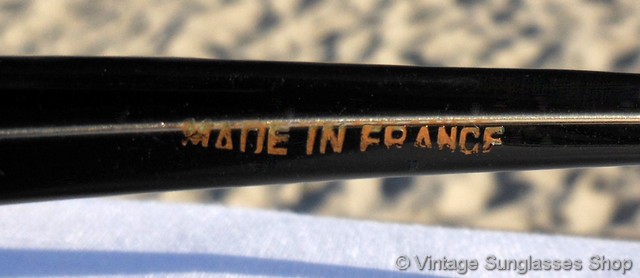 MADE IN FRANCE
© Vintage Sunglasses Shop